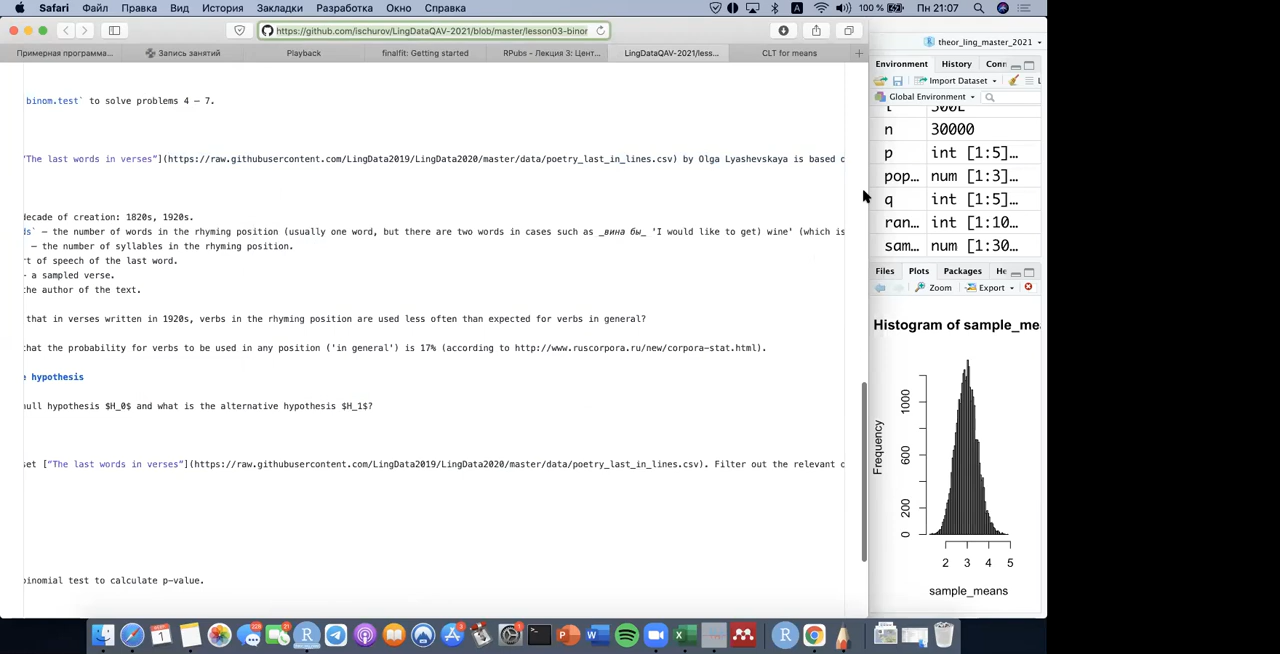 Safari Файл Правка Вид История Закладки Разработка Окно Справка
100 % Пн 21:07
https://github.com/ischurov/LingDataQAV-2021/blob/master/lesson03-binor
Примерная программа... Запись занятий Playback finalfit: Getting started RPubs - Лекция 3: Цент... LingDataQAV-2021/less... CLT for means
binom.test` to solve problems 4 – 7.
"The last words in verses"](https://raw.githubusercontent.com/LingData2019/LingData2020/master/data/poetry_last_in_lines.csv) by Olga Lyashevskaya is based o
decade of creation: 1820s, 1920s.
ds` – the number of words in the rhyming position (usually one word, but there are two words in cases such as _вина бы_ 'I would like to get) wine' (which is
– the number of syllables in the rhyming position.
rt of speech of the last word.
- a sampled verse.
the author of the text.
that in verses written in 1920s, verbs in the rhyming position are used less often than expected for verbs in general?
that the probability for verbs to be used in any position ('in general') is 17% (according to http://www.ruscorpora.ru/new/corpora-stat.html).
e hypothesis
null hypothesis $H_0$ and what is the alternative hypothesis $H_1$?
set ["The last words in verses"](https://raw.githubusercontent.com/LingData2019/LingData2020/master/data/poetry_last_in_lines.csv). Filter out the relevant o
binomial test to calculate p-value.
theor_ling_master_2021
Environment History Conn
Import Dataset
Global Environment
n 30000
p int [1:5]...
pop... num [1:3]...
q int [1:5]...
ran... int [1:10...
sam... num [1:30...
Files Plots Packages He
Zoom Export
Histogram of sample_me
Frequency
1000
600
200
0
2 3 4 5
sample_means